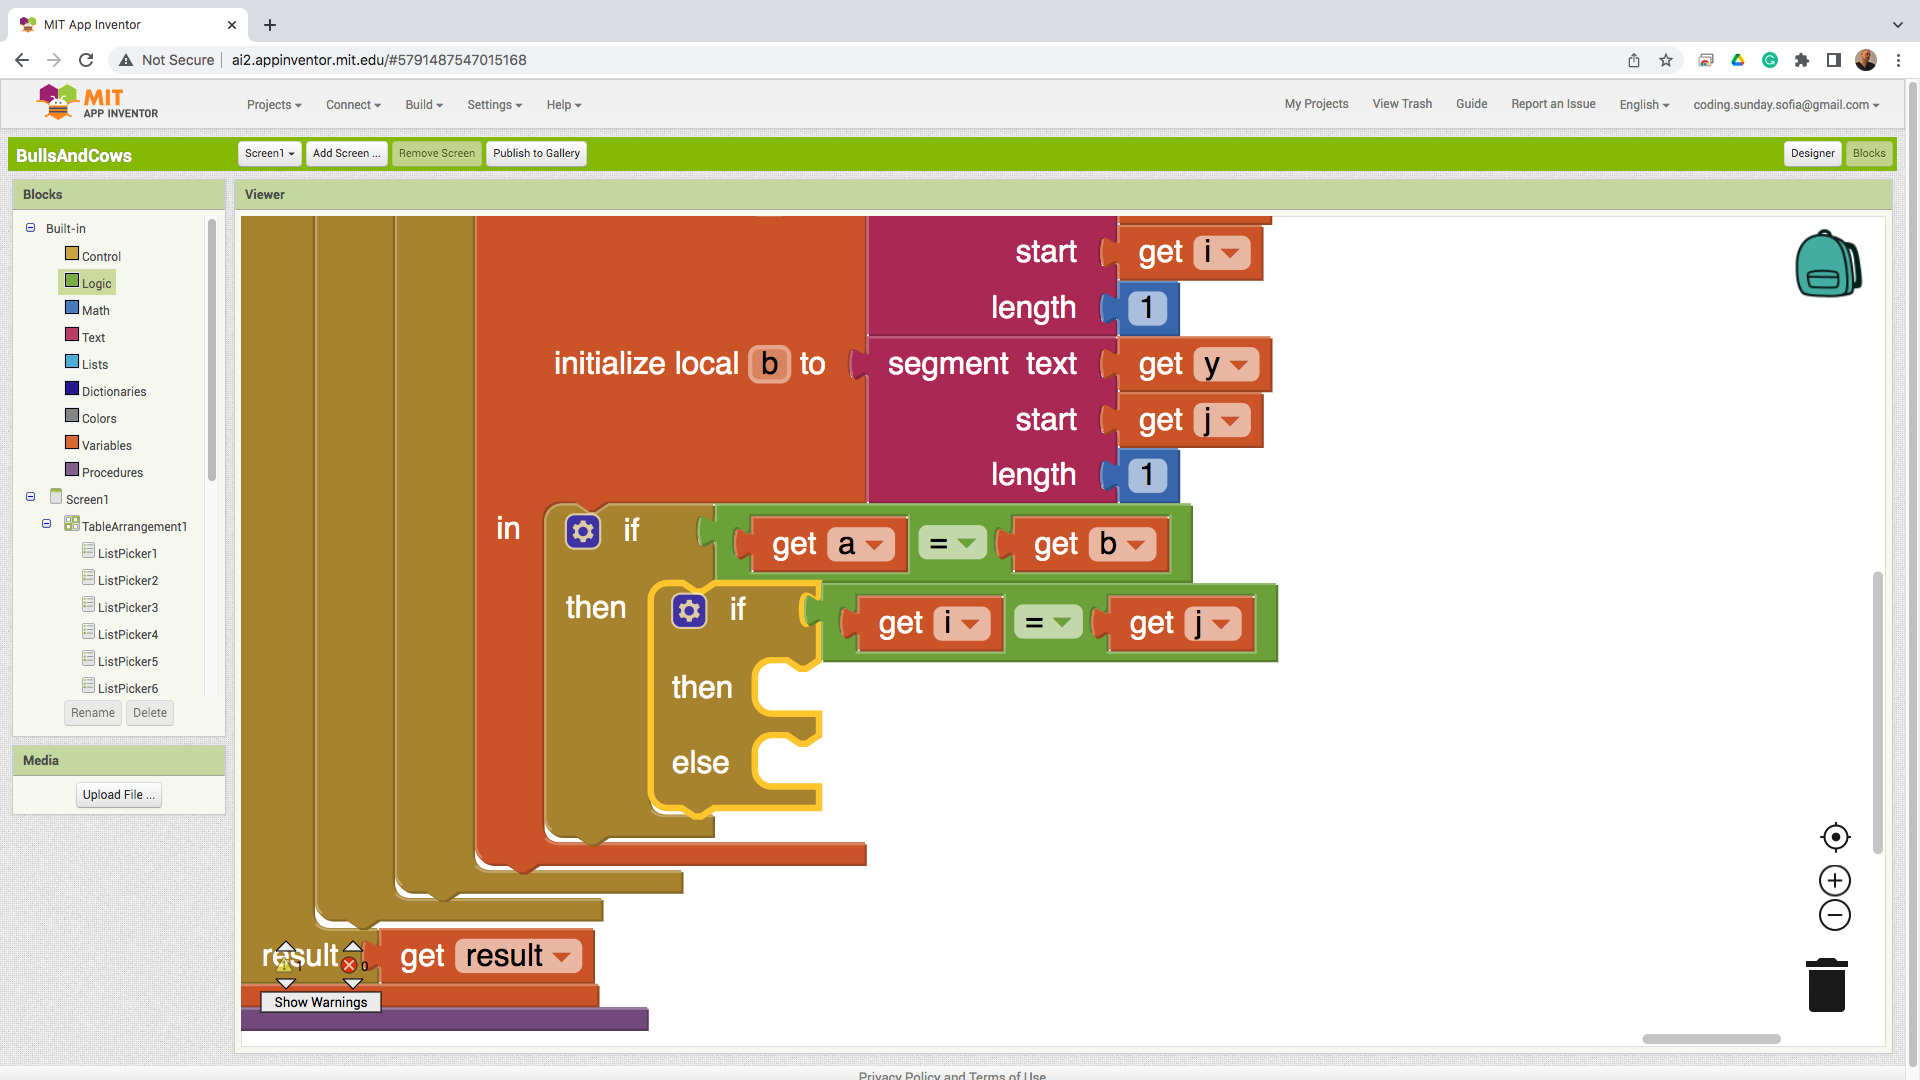 MIT App Inventor
Not Secure
ai2.appinventor.mit.edu/#5791487547015168
MIT
APP INVENTOR
Projects
Connect
Build
Settings
Help
My Projects
View Trash
Guide
Report an Issue
English
coding.sunday.sofia@gmail.com
BullsAndCows
Screen1
Add Screen ...
Remove Screen
Publish to Gallery
Designer
Blocks
Blocks
Viewer
Built-in
Control
Logic
Math
Text
Lists
Dictionaries
Colors
Variables
Procedures
Screen1
TableArrangement1
ListPicker1
ListPicker2
ListPicker3
ListPicker4
ListPicker5
ListPicker6
Rename
Delete
Media
Upload File ...
start get i
length 1
initialize local b to segment text get y
start get j
length 1
in if get a = get b
then if get i = get j
then
else
result get result
1 0
Show Warnings
Privacy Policy and Terms of Use